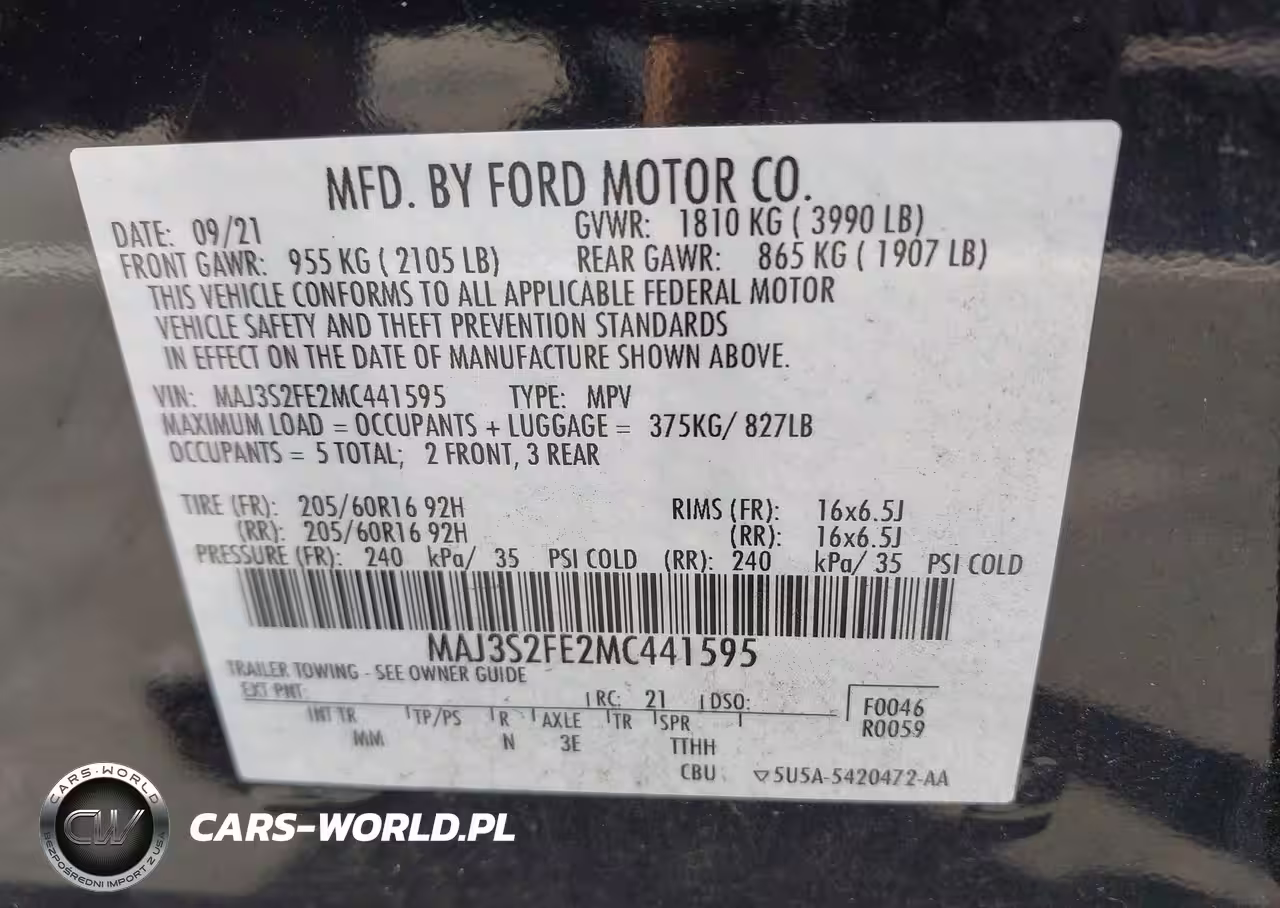 MFD. BY FORD MOTOR CO.
DATE: 09/21 GVWR: 1810 KG ( 3990 LB)
FRONT GAWR: 955 KG ( 2105 LB) REAR GAWR: 865 KG ( 1907 LB)
THIS VEHICLE CONFORMS TO ALL APPLICABLE FEDERAL MOTOR
VEHICLE SAFETY AND THEFT PREVENTION STANDARDS
IN EFFECT ON THE DATE OF MANUFACTURE SHOWN ABOVE.
VIN: MAJ3S2FE2MC441595 TYPE: MPV
MAXIMUM LOAD = OCCUPANTS + LUGGAGE = 375KG/ 827LB
OCCUPANTS = 5 TOTAL; 2 FRONT, 3 REAR
TIRE (FR): 205/60R16 92H RIMS (FR): 16x6.5J
(RR): 205/60R16 92H (RR): 16x6.5J
PRESSURE (FR): 240 kPa/ 35 PSI COLD (RR): 240 kPa/ 35 PSI COLD
MAJ3S2FE2MC441595
TRAILER TOWING - SEE OWNER GUIDE
EXT PNT: RC: 21 DSO: F0046
INT TR TP/PS R AXLE TR SPR R0059
MM N 3E TTHH
CBU ▽5U5A-5420472-AA
CARS-WORLD
CW
BEZPOŚREDNI IMPORT Z USA
CARS-WORLD.PL